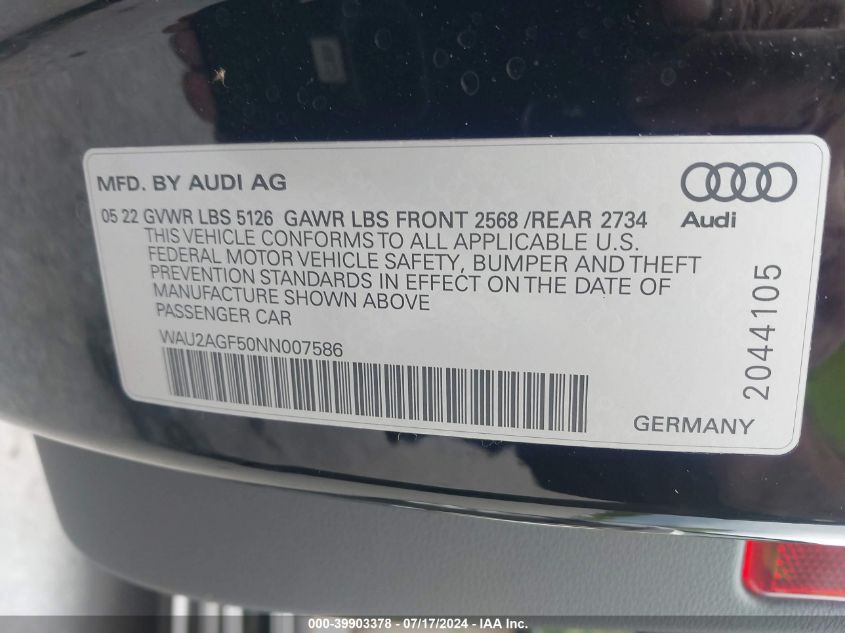 MFD. BY AUDI AG
Audi
05 22 GVWR LBS 5126 GAWR LBS FRONT 2568 /REAR 2734
THIS VEHICLE CONFORMS TO ALL APPLICABLE U.S.
FEDERAL MOTOR VEHICLE SAFETY, BUMPER AND THEFT
PREVENTION STANDARDS IN EFFECT ON THE DATE OF
MANUFACTURE SHOWN ABOVE
PASSENGER CAR
WAU2AGF50NN007586
2044105
GERMANY
000-39903378 - 07/17/2024 - IAA Inc.